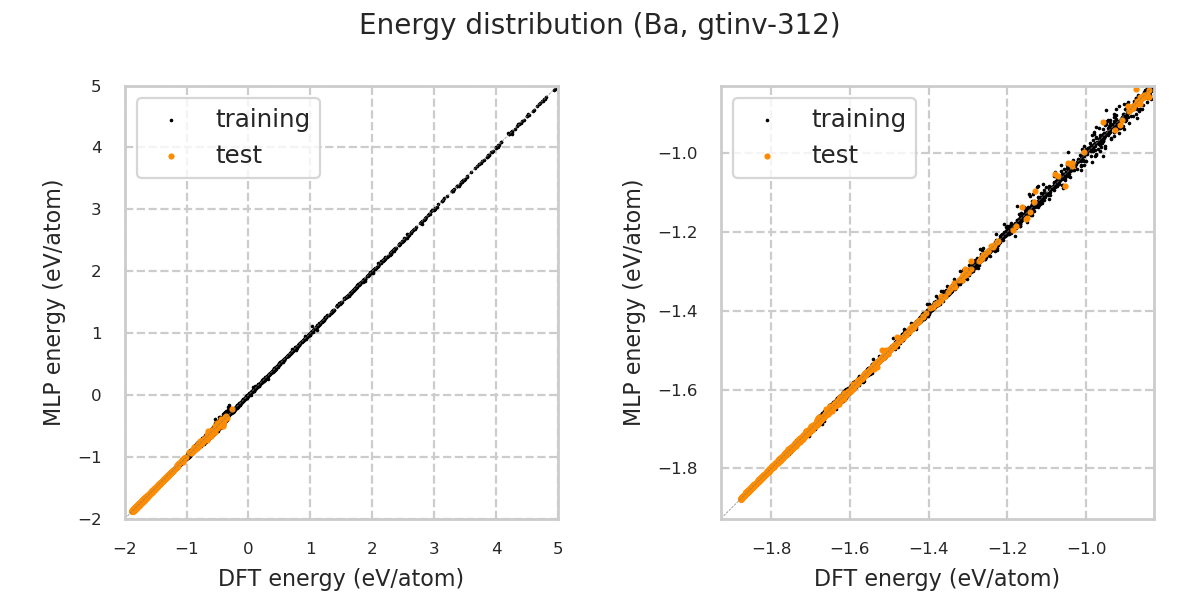 Energy distribution (Ba, gtinv-312)
training
test
5
4
3
2
1
0
−1
−2
−2
−1
0
1
2
3
4
5
MLP energy (eV/atom)
DFT energy (eV/atom)
training
test
−1.0
−1.2
−1.4
−1.6
−1.8
−1.8
−1.6
−1.4
−1.2
−1.0
MLP energy (eV/atom)
DFT energy (eV/atom)